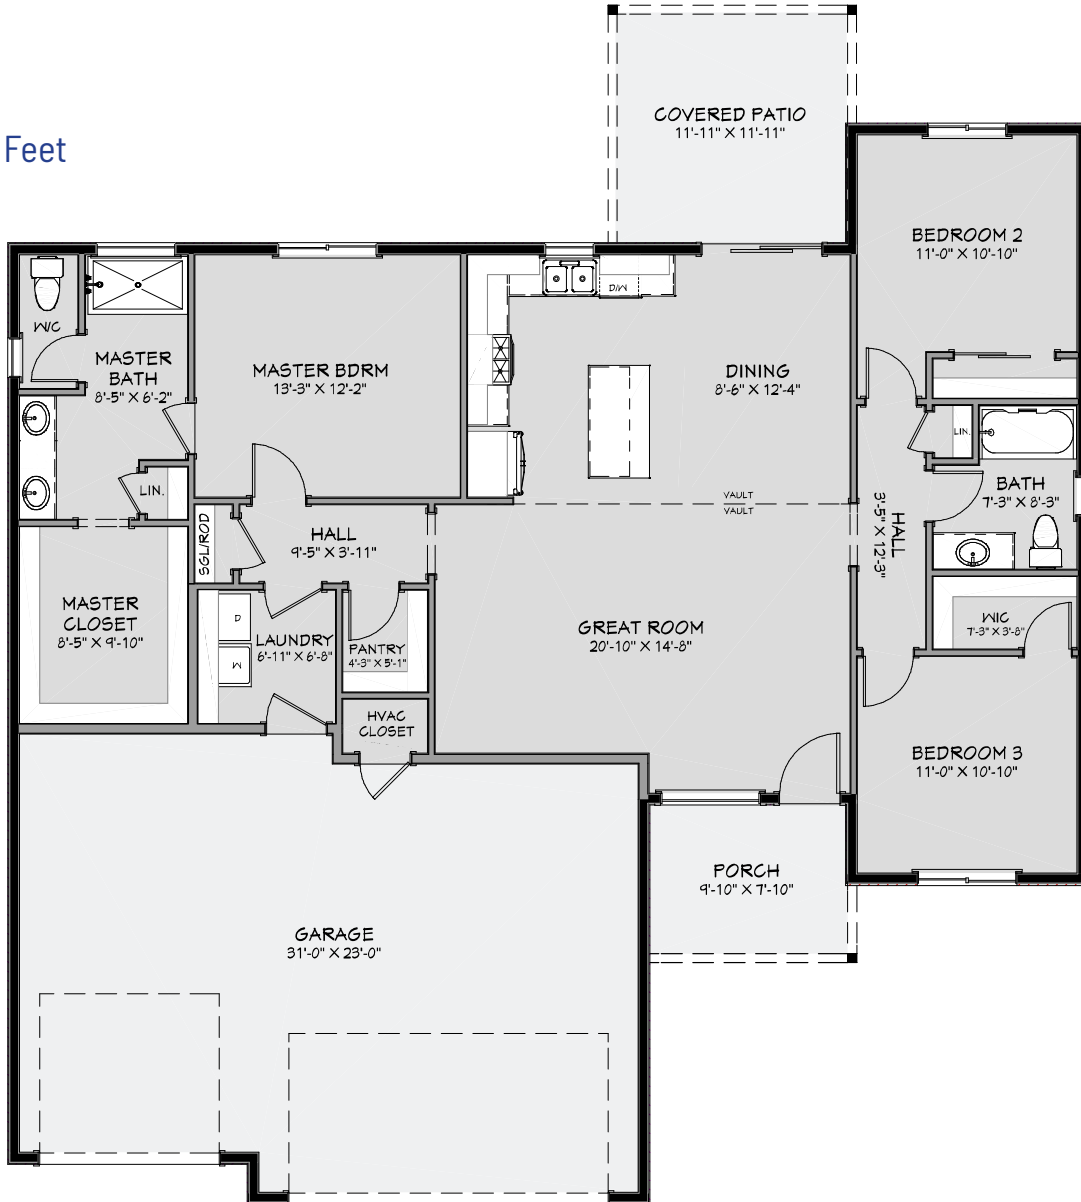 COVERED PATIO
11'-11" X 11'-11"
Feet
BEDROOM 2
11'-0" X 10'-10"
D/W
W/C
MASTER
BATH
8'-5" X 6'-2"
MASTER BDRM
13'-3" X 12'-2"
DINING
8'-6" X 12'-4"
LIN.
LIN.
BATH
7'-3" X 8'-3"
VAULT
VAULT
SGL/ROD
HALL
9'-5" X 3'-11"
HALL
3'-5" X 12'-3"
MASTER
CLOSET
8'-5" X 9'-10"
D
W
LAUNDRY
6'-11" X 6'-8"
PANTRY
4'-3" X 5'-1"
GREAT ROOM
20'-10" X 14'-8"
WIC
7'-3" X 3'-8"
HVAC
CLOSET
BEDROOM 3
11'-0" X 10'-10"
PORCH
9'-10" X 7'-10"
GARAGE
31'-0" X 23'-0"